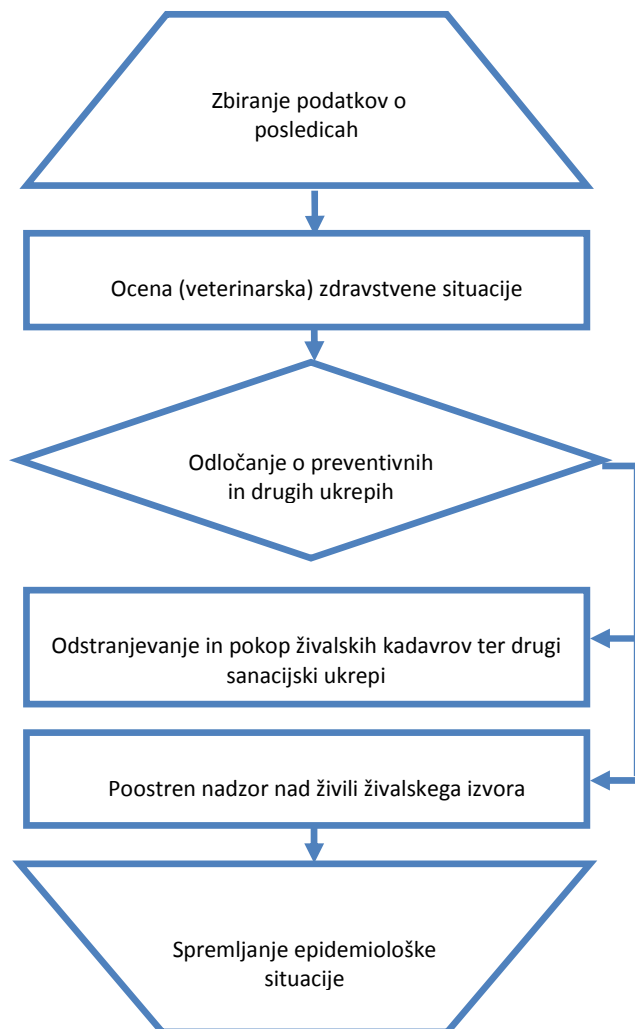 Zbiranje podatkov o
posledicah
Ocena (veterinarska) zdravstvene situacije
Odločanje o preventivnih
in drugih ukrepih
Odstranjevanje in pokop živalskih kadavrov ter drugi
sanacijski ukrepi
Poostren nadzor nad živili živalskega izvora
Spremljanje epidemiološke
situacije